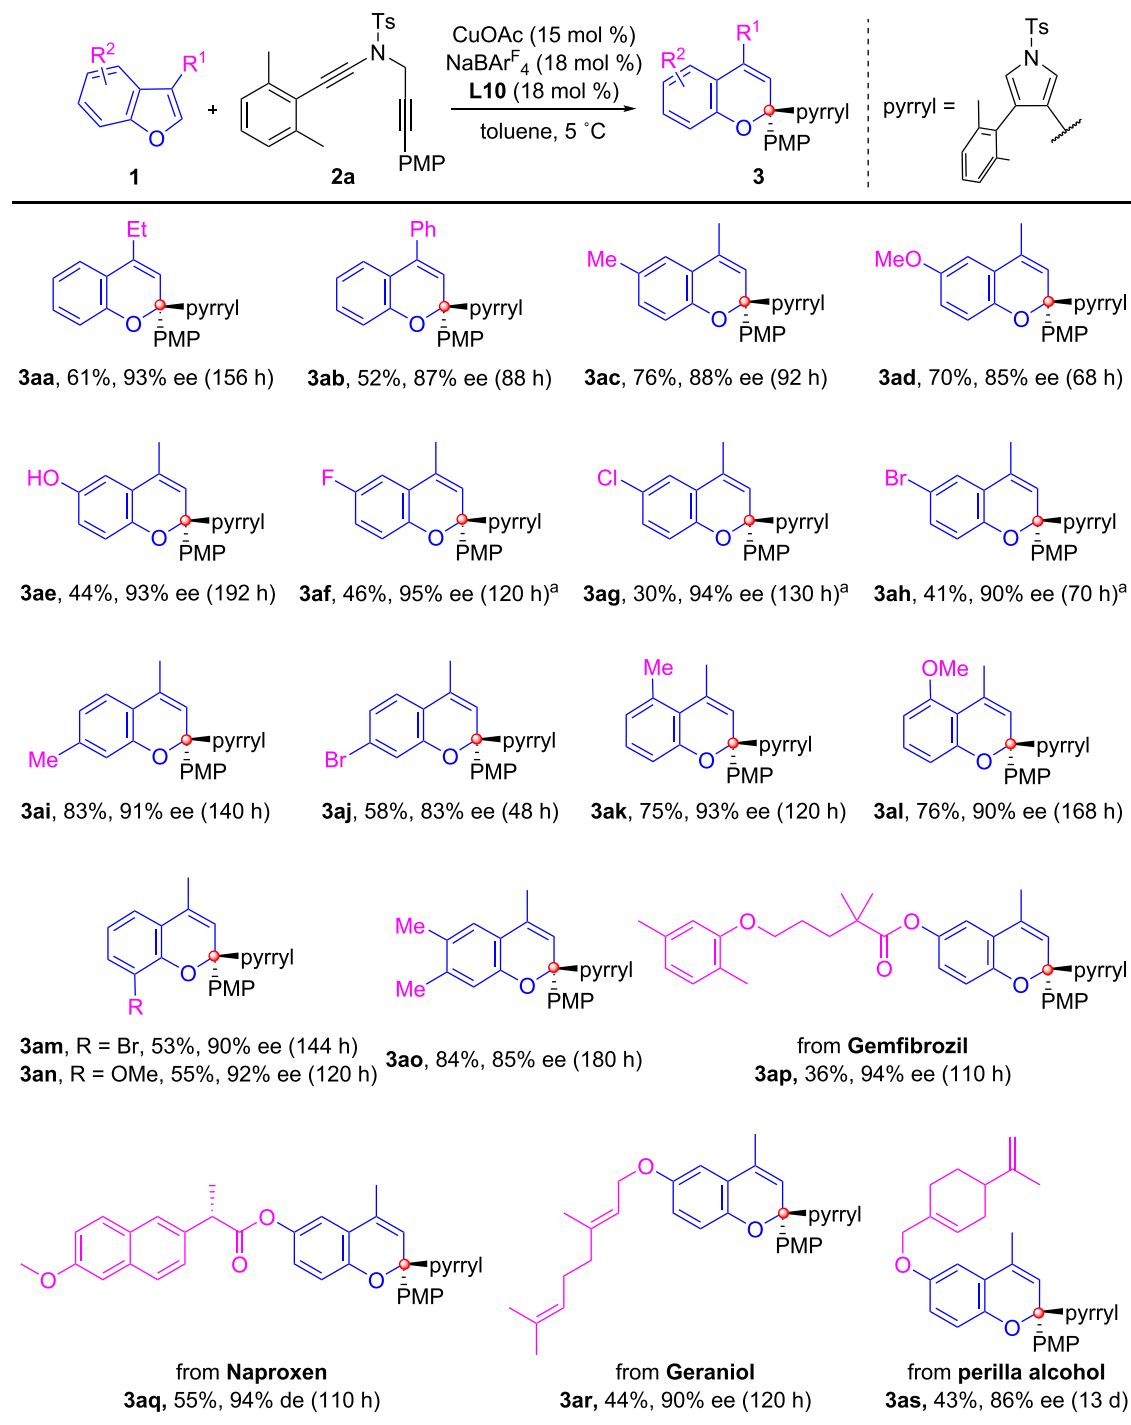 R² R¹
O
1
+
Ts
N
PMP
2a
CuOAc (15 mol %)
NaBArF4 (18 mol %)
L10 (18 mol %)
toluene, 5 ˚C
R¹
R²
O
pyrryl
PMP
3
pyrryl =
Ts
N
Et
O
pyrryl
PMP
3aa, 61%, 93% ee (156 h)
Ph
O
pyrryl
PMP
3ab, 52%, 87% ee (88 h)
Me
O
pyrryl
PMP
3ac, 76%, 88% ee (92 h)
MeO
O
pyrryl
PMP
3ad, 70%, 85% ee (68 h)
HO
O
pyrryl
PMP
3ae, 44%, 93% ee (192 h)
F
O
pyrryl
PMP
3af, 46%, 95% ee (120 h)ᵃ
Cl
O
pyrryl
PMP
3ag, 30%, 94% ee (130 h)ᵃ
Br
O
pyrryl
PMP
3ah, 41%, 90% ee (70 h)ᵃ
Me
O
pyrryl
PMP
3ai, 83%, 91% ee (140 h)
Br
O
pyrryl
PMP
3aj, 58%, 83% ee (48 h)
Me
O
pyrryl
PMP
3ak, 75%, 93% ee (120 h)
OMe
O
pyrryl
PMP
3al, 76%, 90% ee (168 h)
O
pyrryl
PMP
R
3am, R = Br, 53%, 90% ee (144 h)
3an, R = OMe, 55%, 92% ee (120 h)
Me
Me
O
pyrryl
PMP
3ao, 84%, 85% ee (180 h)
O
O
O
O
pyrryl
PMP
from Gemfibrozil
3ap, 36%, 94% ee (110 h)
O
O
O
O
pyrryl
PMP
from Naproxen
3aq, 55%, 94% de (110 h)
O
O
pyrryl
PMP
from Geraniol
3ar, 44%, 90% ee (120 h)
O
O
pyrryl
PMP
from perilla alcohol
3as, 43%, 86% ee (13 d)